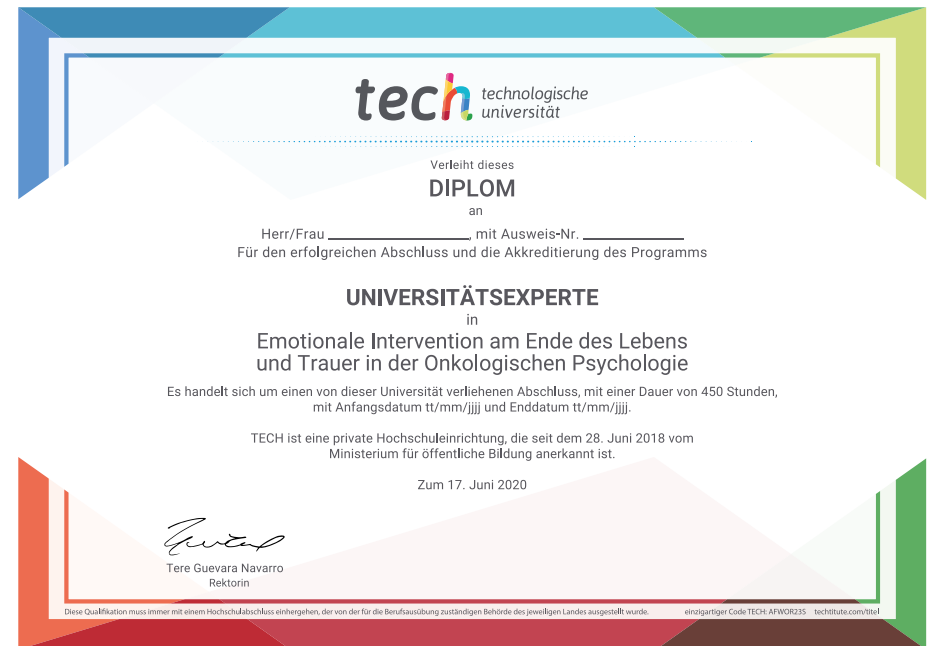 tech technologische
universität
Verleiht dieses
DIPLOM
an
Herr/Frau ____________________, mit Ausweis-Nr. ______________
Für den erfolgreichen Abschluss und die Akkreditierung des Programms
UNIVERSITÄTSEXPERTE
in
Emotionale Intervention am Ende des Lebens
und Trauer in der Onkologischen Psychologie
Es handelt sich um einen von dieser Universität verliehenen Abschluss, mit einer Dauer von 450 Stunden,
mit Anfangsdatum tt/mm/jjjj und Enddatum tt/mm/jjjj.
TECH ist eine private Hochschuleinrichtung, die seit dem 28. Juni 2018 vom
Ministerium für öffentliche Bildung anerkannt ist.
Zum 17. Juni 2020
Tere Guevara Navarro
Rektorin
Diese Qualifikation muss immer mit einem Hochschulabschluss einhergehen, der von der für die Berufsausübung zuständigen Behörde des jeweiligen Landes ausgestellt wurde. einzigartiger Code TECH: AFWOR23S techtitute.com/titel